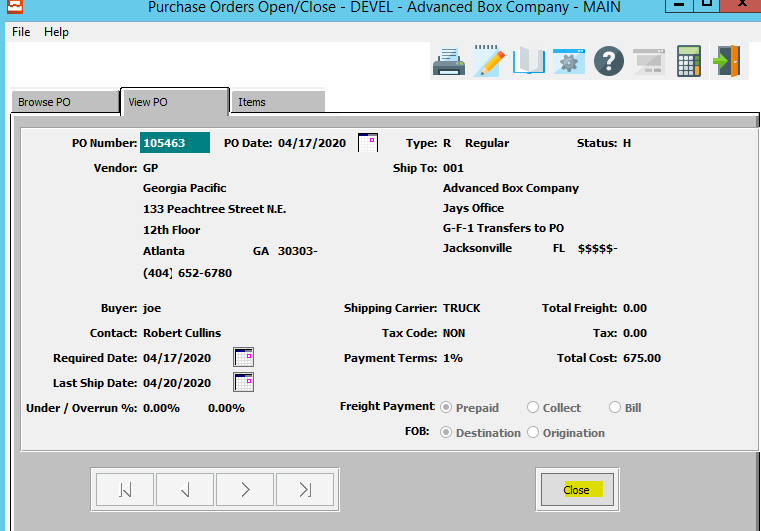 Purchase Orders Open/Close - DEVEL - Advanced Box Company - MAIN
File Help
Browse PO View PO Items
PO Number: 105463 PO Date: 04/17/2020 Type: R Regular Status: H
Vendor: GP Ship To: 001
Georgia Pacific Advanced Box Company
133 Peachtree Street N.E. Jays Office
12th Floor G-F-1 Transfers to PO
Atlanta GA 30303- Jacksonville FL $$$$$-
(404) 652-6780
Buyer: joe Shipping Carrier: TRUCK Total Freight: 0.00
Contact: Robert Cullins Tax Code: NON Tax: 0.00
Required Date: 04/17/2020 Payment Terms: 1% Total Cost: 675.00
Last Ship Date: 04/20/2020
Under / Overrun %: 0.00% 0.00% Freight Payment Prepaid Collect Bill
FOB: Destination Origination
Close